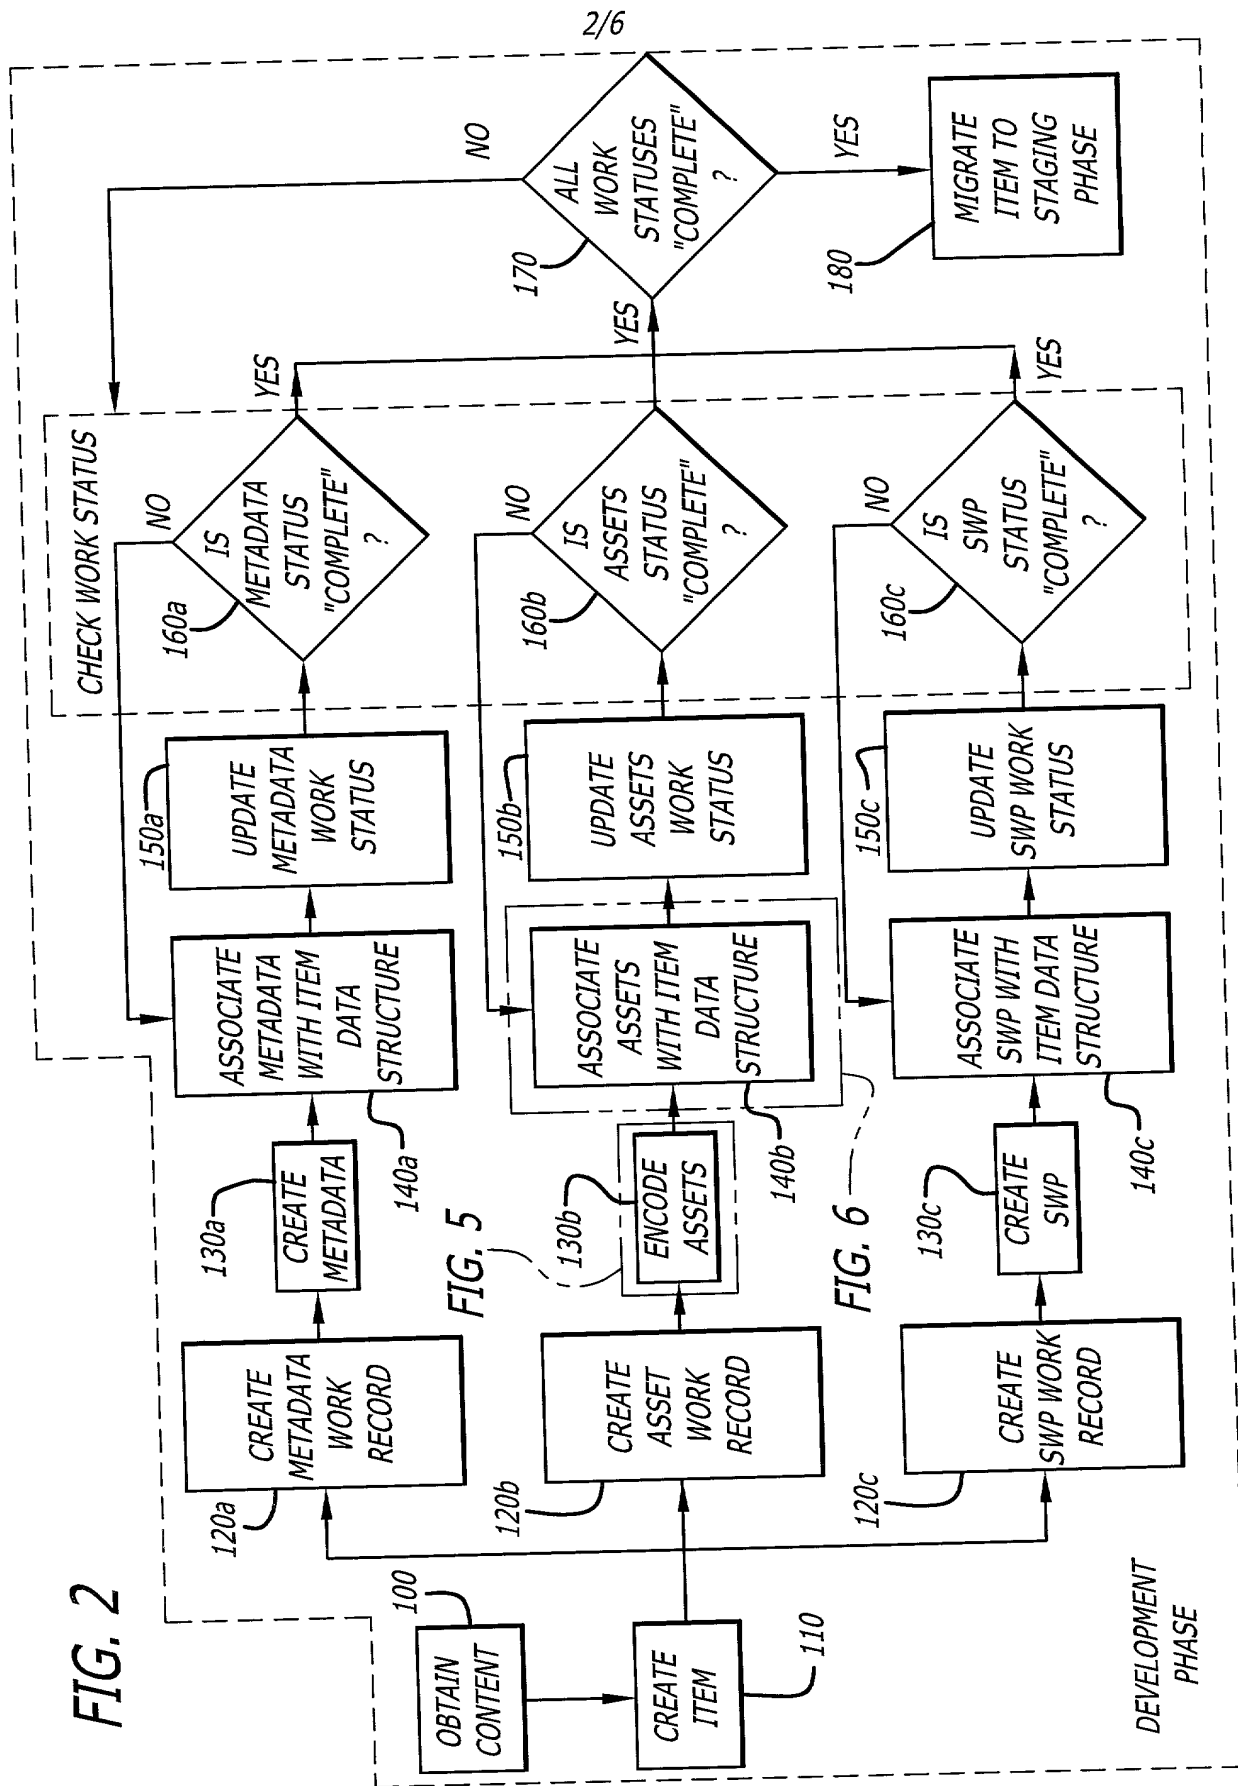 2/6
FIG. 2
OBTAIN
CONTENT
100
CREATE
ITEM
110
CREATE
METADATA
WORK
RECORD
120a
CREATE
METADATA
130a
ASSOCIATE
METADATA
WITH ITEM
DATA
STRUCTURE
140a
UPDATE
METADATA
WORK
STATUS
150a
CHECK WORK STATUS
IS
METADATA
STATUS
"COMPLETE"
?
160a
NO
YES
CREATE
ASSET
WORK
RECORD
120b
FIG. 5
ENCODE
ASSETS
130b
ASSOCIATE
ASSETS
WITH ITEM
DATA
STRUCTURE
140b
FIG. 6
UPDATE
ASSETS
WORK
STATUS
150b
IS
ASSETS
STATUS
"COMPLETE"
?
160b
NO
YES
CREATE
SWP WORK
RECORD
120c
CREATE
SWP
130c
ASSOCIATE
SWP WITH
ITEM DATA
STRUCTURE
140c
UPDATE
SWP WORK
STATUS
150c
IS
SWP
STATUS
"COMPLETE"
?
160c
NO
YES
ALL
WORK
STATUSES
"COMPLETE"
?
170
NO
YES
MIGRATE
ITEM TO
STAGING
PHASE
180
DEVELOPMENT
PHASE